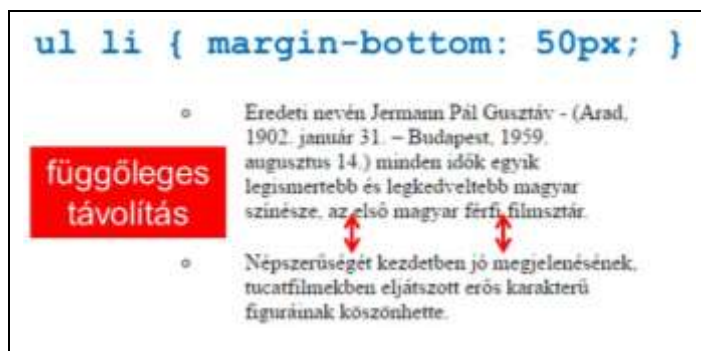 ul li { margin-bottom: 50px; }
függőleges
távolítás
Eredeti nevén Jermann Pál Gusztáv - (Arad,
1902. január 31. – Budapest, 1959.
augusztus 14.) minden idők egyik
legismertebb és legkedveltebb magyar
színésze, az első magyar férfi filmsztár.
Népszerűségét kezdetben jó megjelenésének,
tucatfilmekben eljátszott erős karakterű
figuráinak köszönhette.